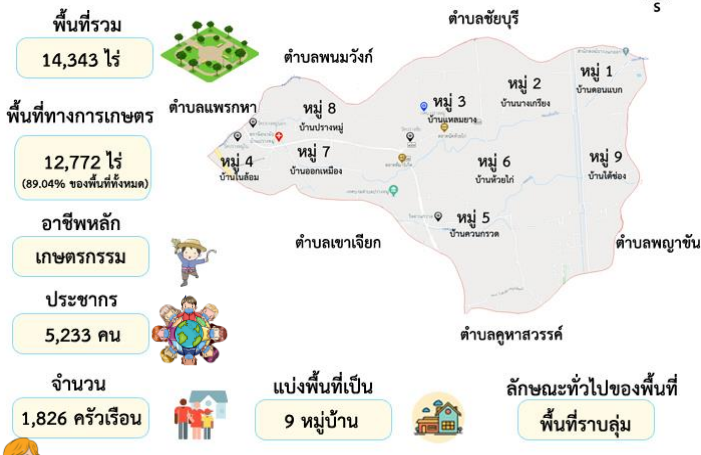 s
พื้นที่รวม
14,343 ไร่
พื้นที่ทางการเกษตร
12,772 ไร่
(89.04% ของพื้นที่ทั้งหมด)
อาชีพหลัก
เกษตรกรรม
ประชากร
5,233 คน
จำนวน
1,826 ครัวเรือน
ตำบลชัยบุรี
ตำบลพนมวังก์
ตำบลแพรกหา
หมู่ 1
บ้านดอนแบก
หมู่ 2
บ้านนางเกรียง
หมู่ 3
บ้านแหลมยาง
หมู่ 8
บ้านปรางหมู่
หมู่ 7
บ้านออกเหมือง
หมู่ 4
บ้านในล้อม
หมู่ 6
บ้านห้วยไก่
หมู่ 9
บ้านใต้ช่อง
หมู่ 5
บ้านควนกรวด
ตำบลเขาเจียก
ตำบลพญาขัน
ตำบลคูหาสวรรค์
แบ่งพื้นที่เป็น
9 หมู่บ้าน
ลักษณะทั่วไปของพื้นที่
พื้นที่ราบลุ่ม